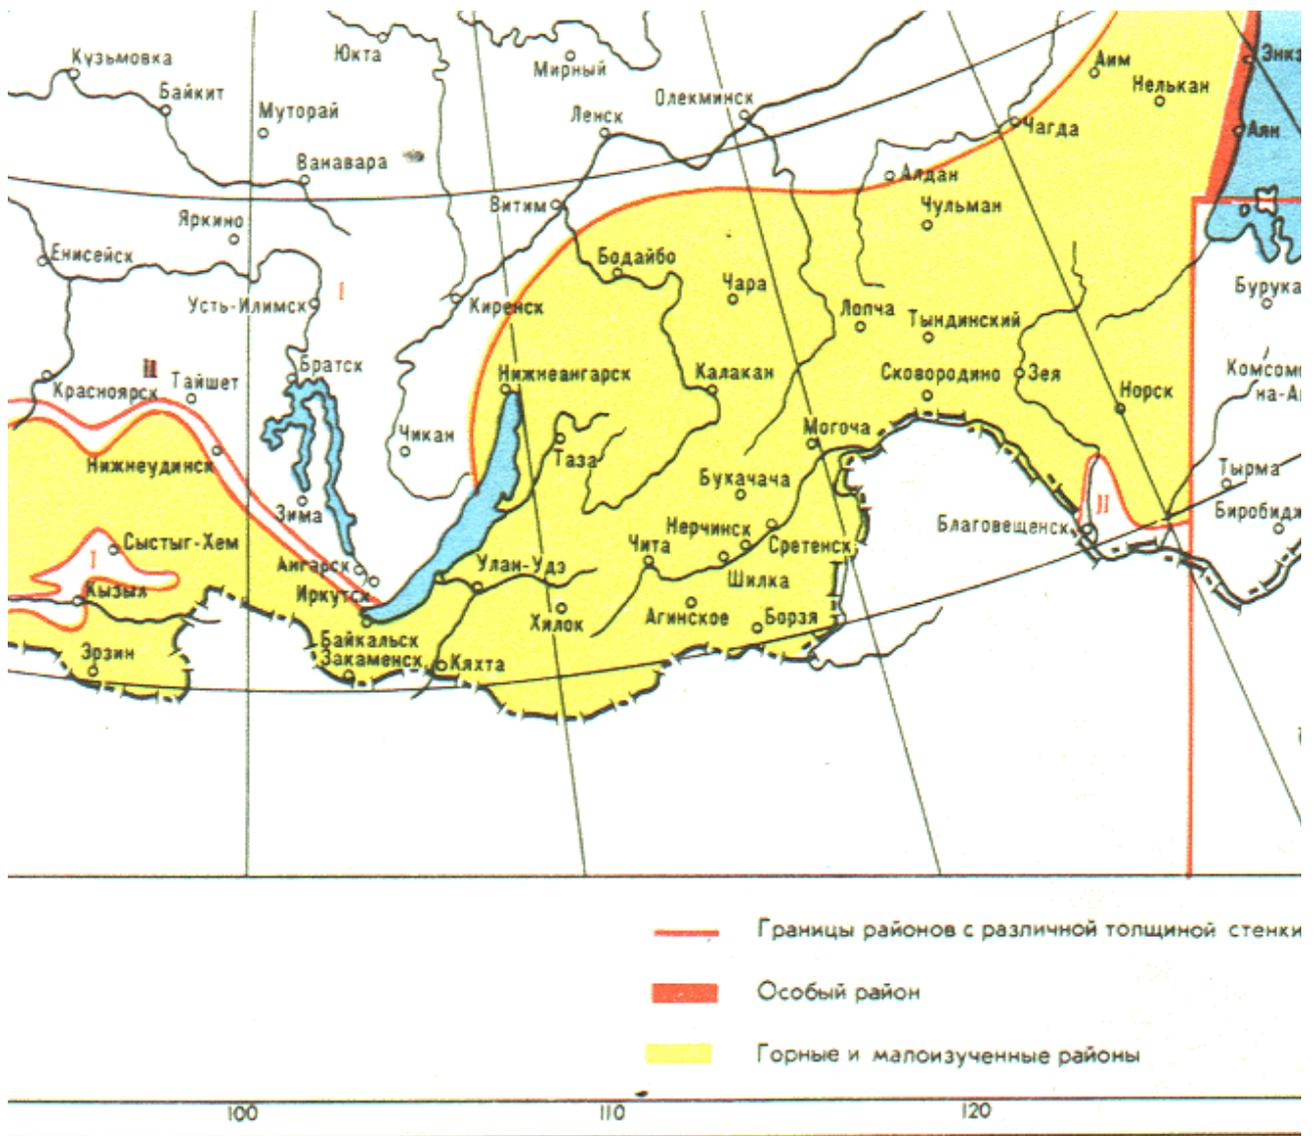 Кузьмовка
Юкта
Мирный
Аим
Нелькан
Байкит
Муторай
Олекминск
Ленск
Чагда
Аян
Ванавара
Алдан
Витим
Чульман
Яркино
Енисейск
Бодайбо
Чара
Усть-Илимск
I
Киренск
Лопча
Тындинский
Братск
II
Тайшет
Красноярск
Нижнеангарск
Калакан
Сковородино
Зея
Норск
Чикан
Могоча
Нижнеудинск
Таза
Букачача
Тырма
Зима
II
Нерчинск
Благовещенск
Сыстыг-Хем
I
Чита
Сретенск
Ангарск
Улан-Удэ
Шилка
Кызыл
Иркутск
Хилок
Агинское
Борзя
Байкальск
Эрзин
Закаменск
Кяхта
Границы районов с различной толщиной стенки
Особый район
Горные и малоизученные районы
100
110
120